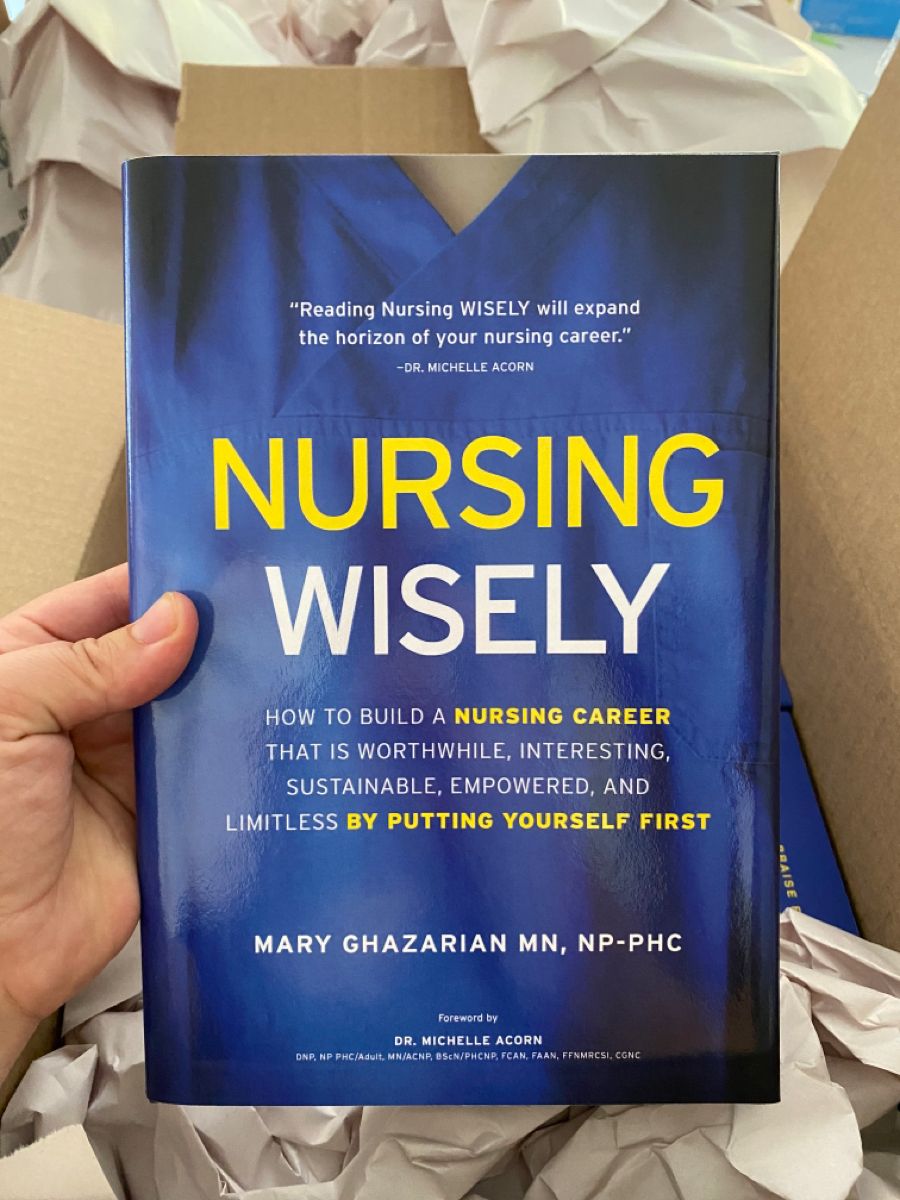 “Reading Nursing WISELY will expand
the horizon of your nursing career.”
–DR. MICHELLE ACORN
NURSING
WISELY
HOW TO BUILD A NURSING CAREER
THAT IS WORTHWHILE, INTERESTING,
SUSTAINABLE, EMPOWERED, AND
LIMITLESS BY PUTTING YOURSELF FIRST
MARY GHAZARIAN MN, NP-PHC
Foreword by
DR. MICHELLE ACORN
DNP, NP PHC/Adult, MN/ACNP, BScN/PHCNP, FCAN, FAAN, FFNMRCSI, CGNC
PRAISE